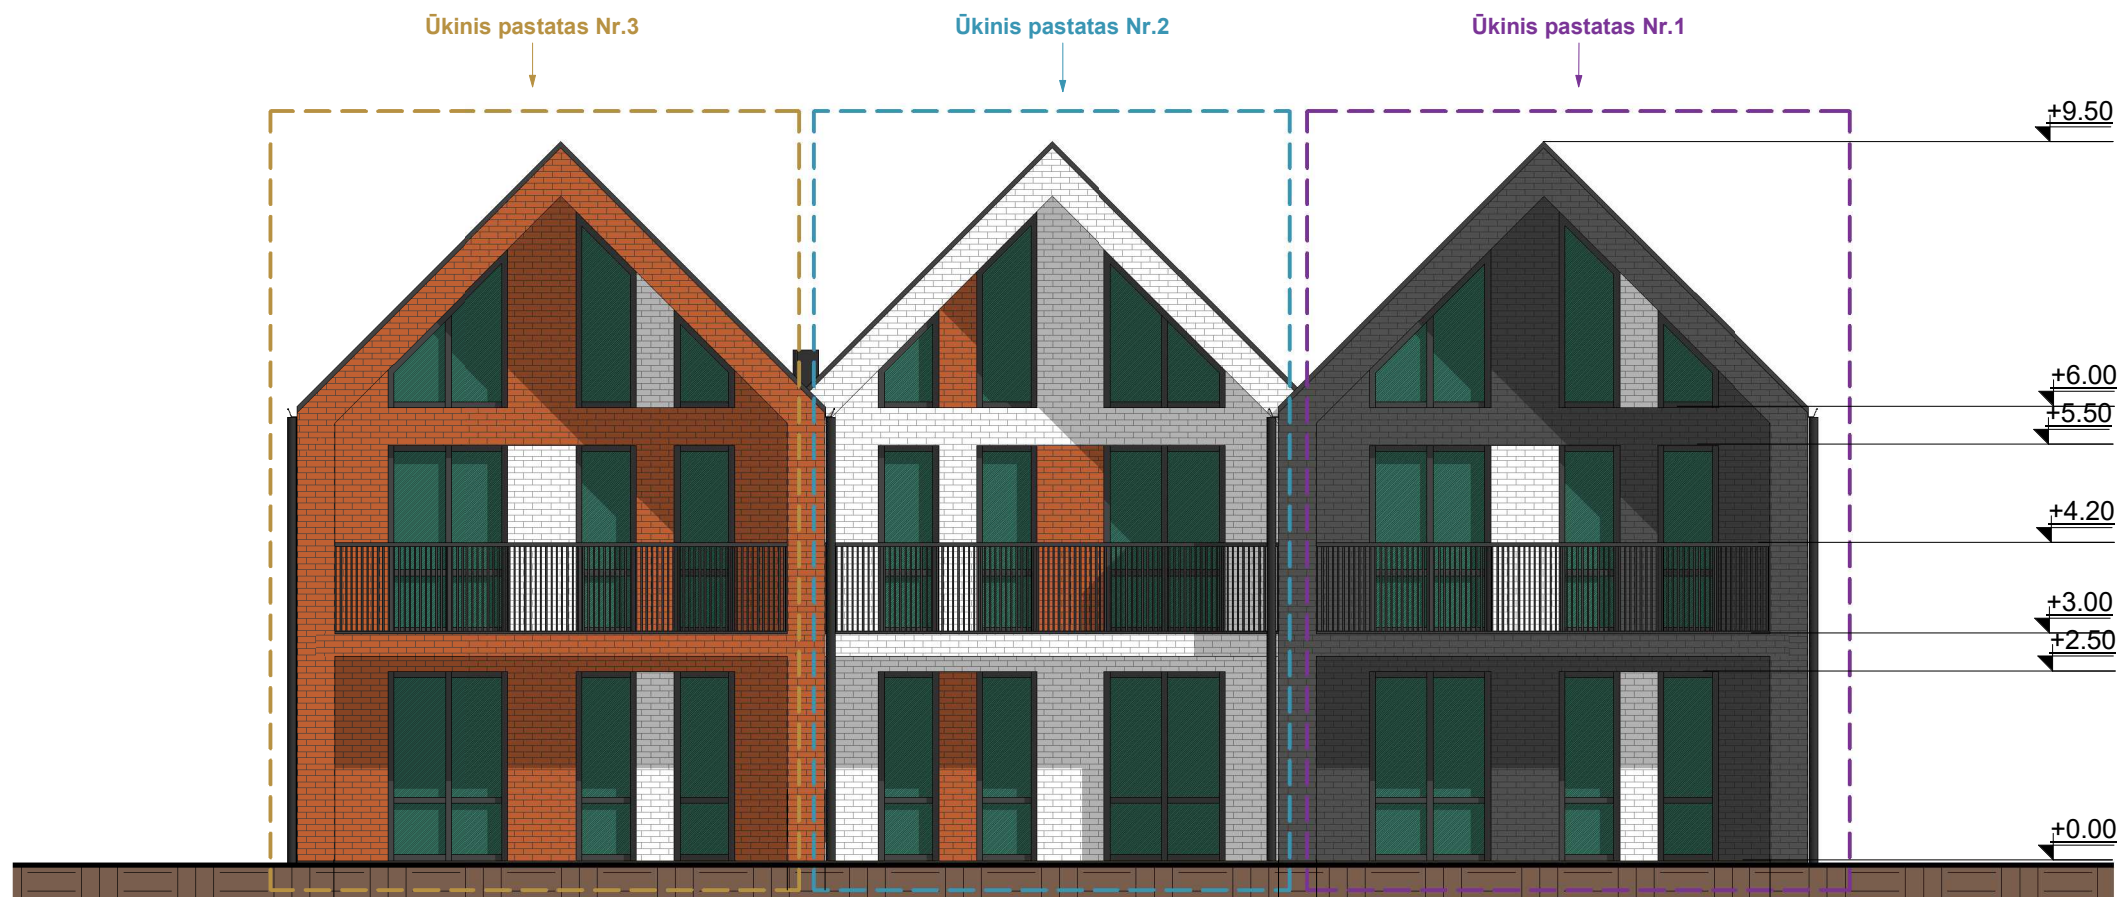 Ūkinis pastatas Nr.3
Ūkinis pastatas Nr.2
Ūkinis pastatas Nr.1
+9.50
+6.00
+5.50
+4.20
+3.00
+2.50
+0.00